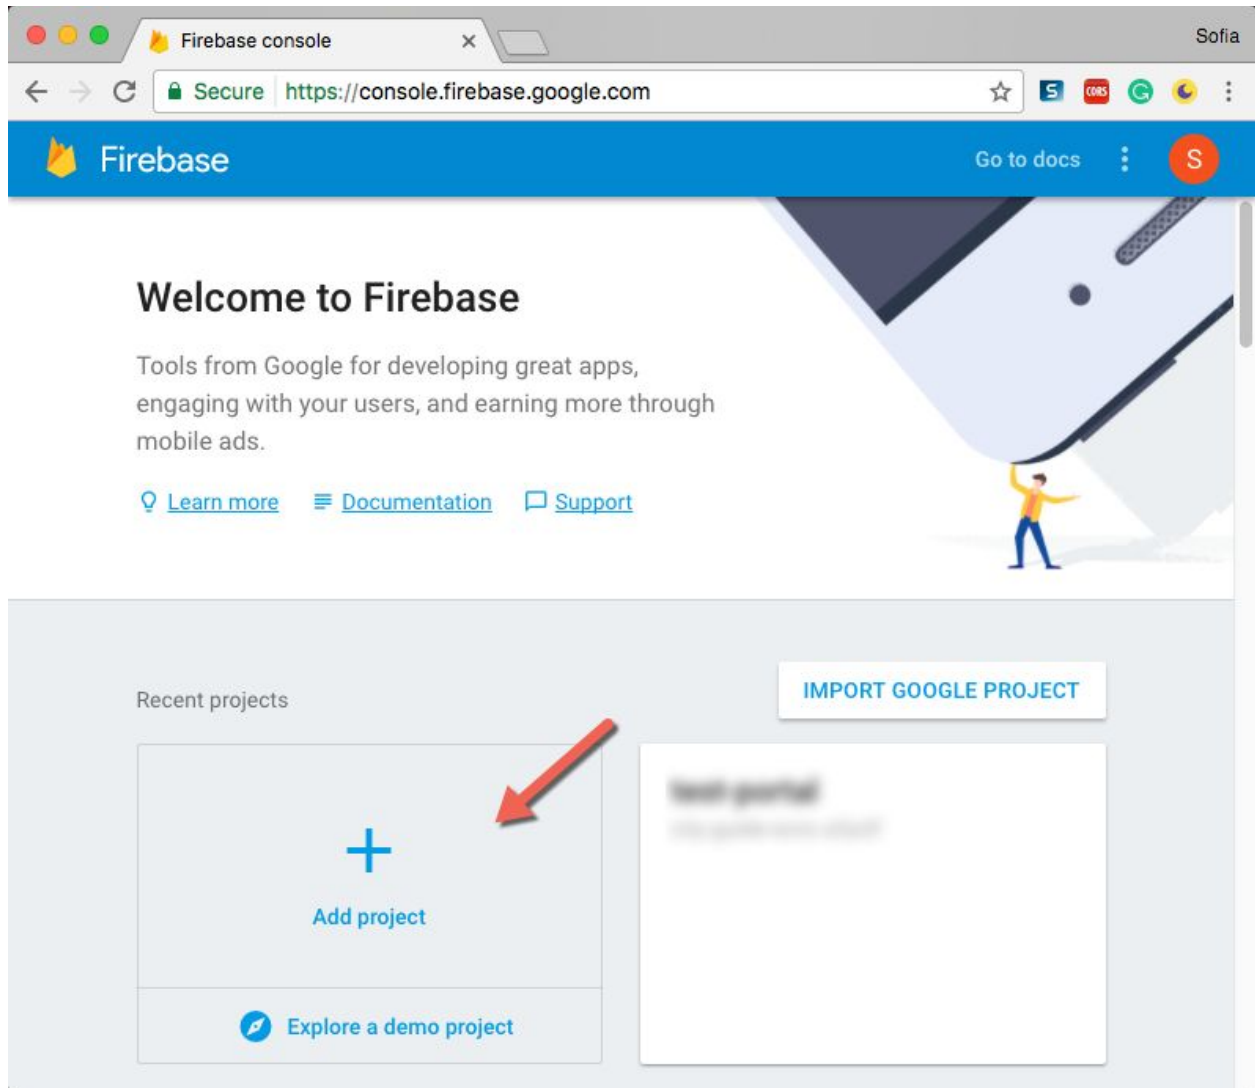 Firebase console
Sofia
Secure https://console.firebase.google.com
S CORS G
Firebase
Go to docs
S
Welcome to Firebase
Tools from Google for developing great apps,
engaging with your users, and earning more through
mobile ads.
Learn more Documentation Support
Recent projects
IMPORT GOOGLE PROJECT
Add project
Explore a demo project